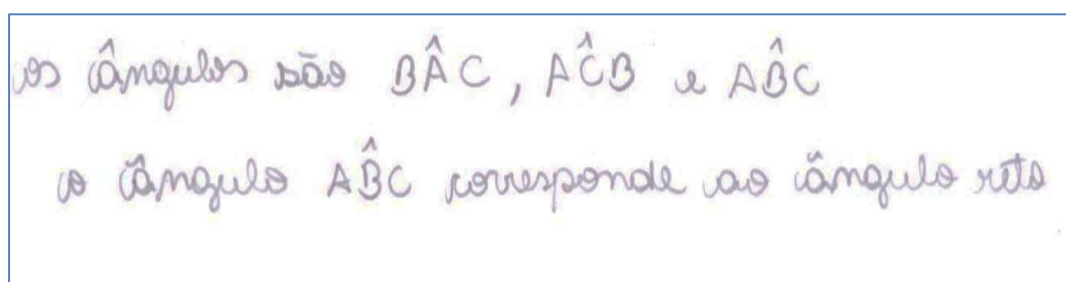 os ângulos são BÂC, AĈB e AB̂C
o ângulo AB̂C corresponde ao ângulo reto